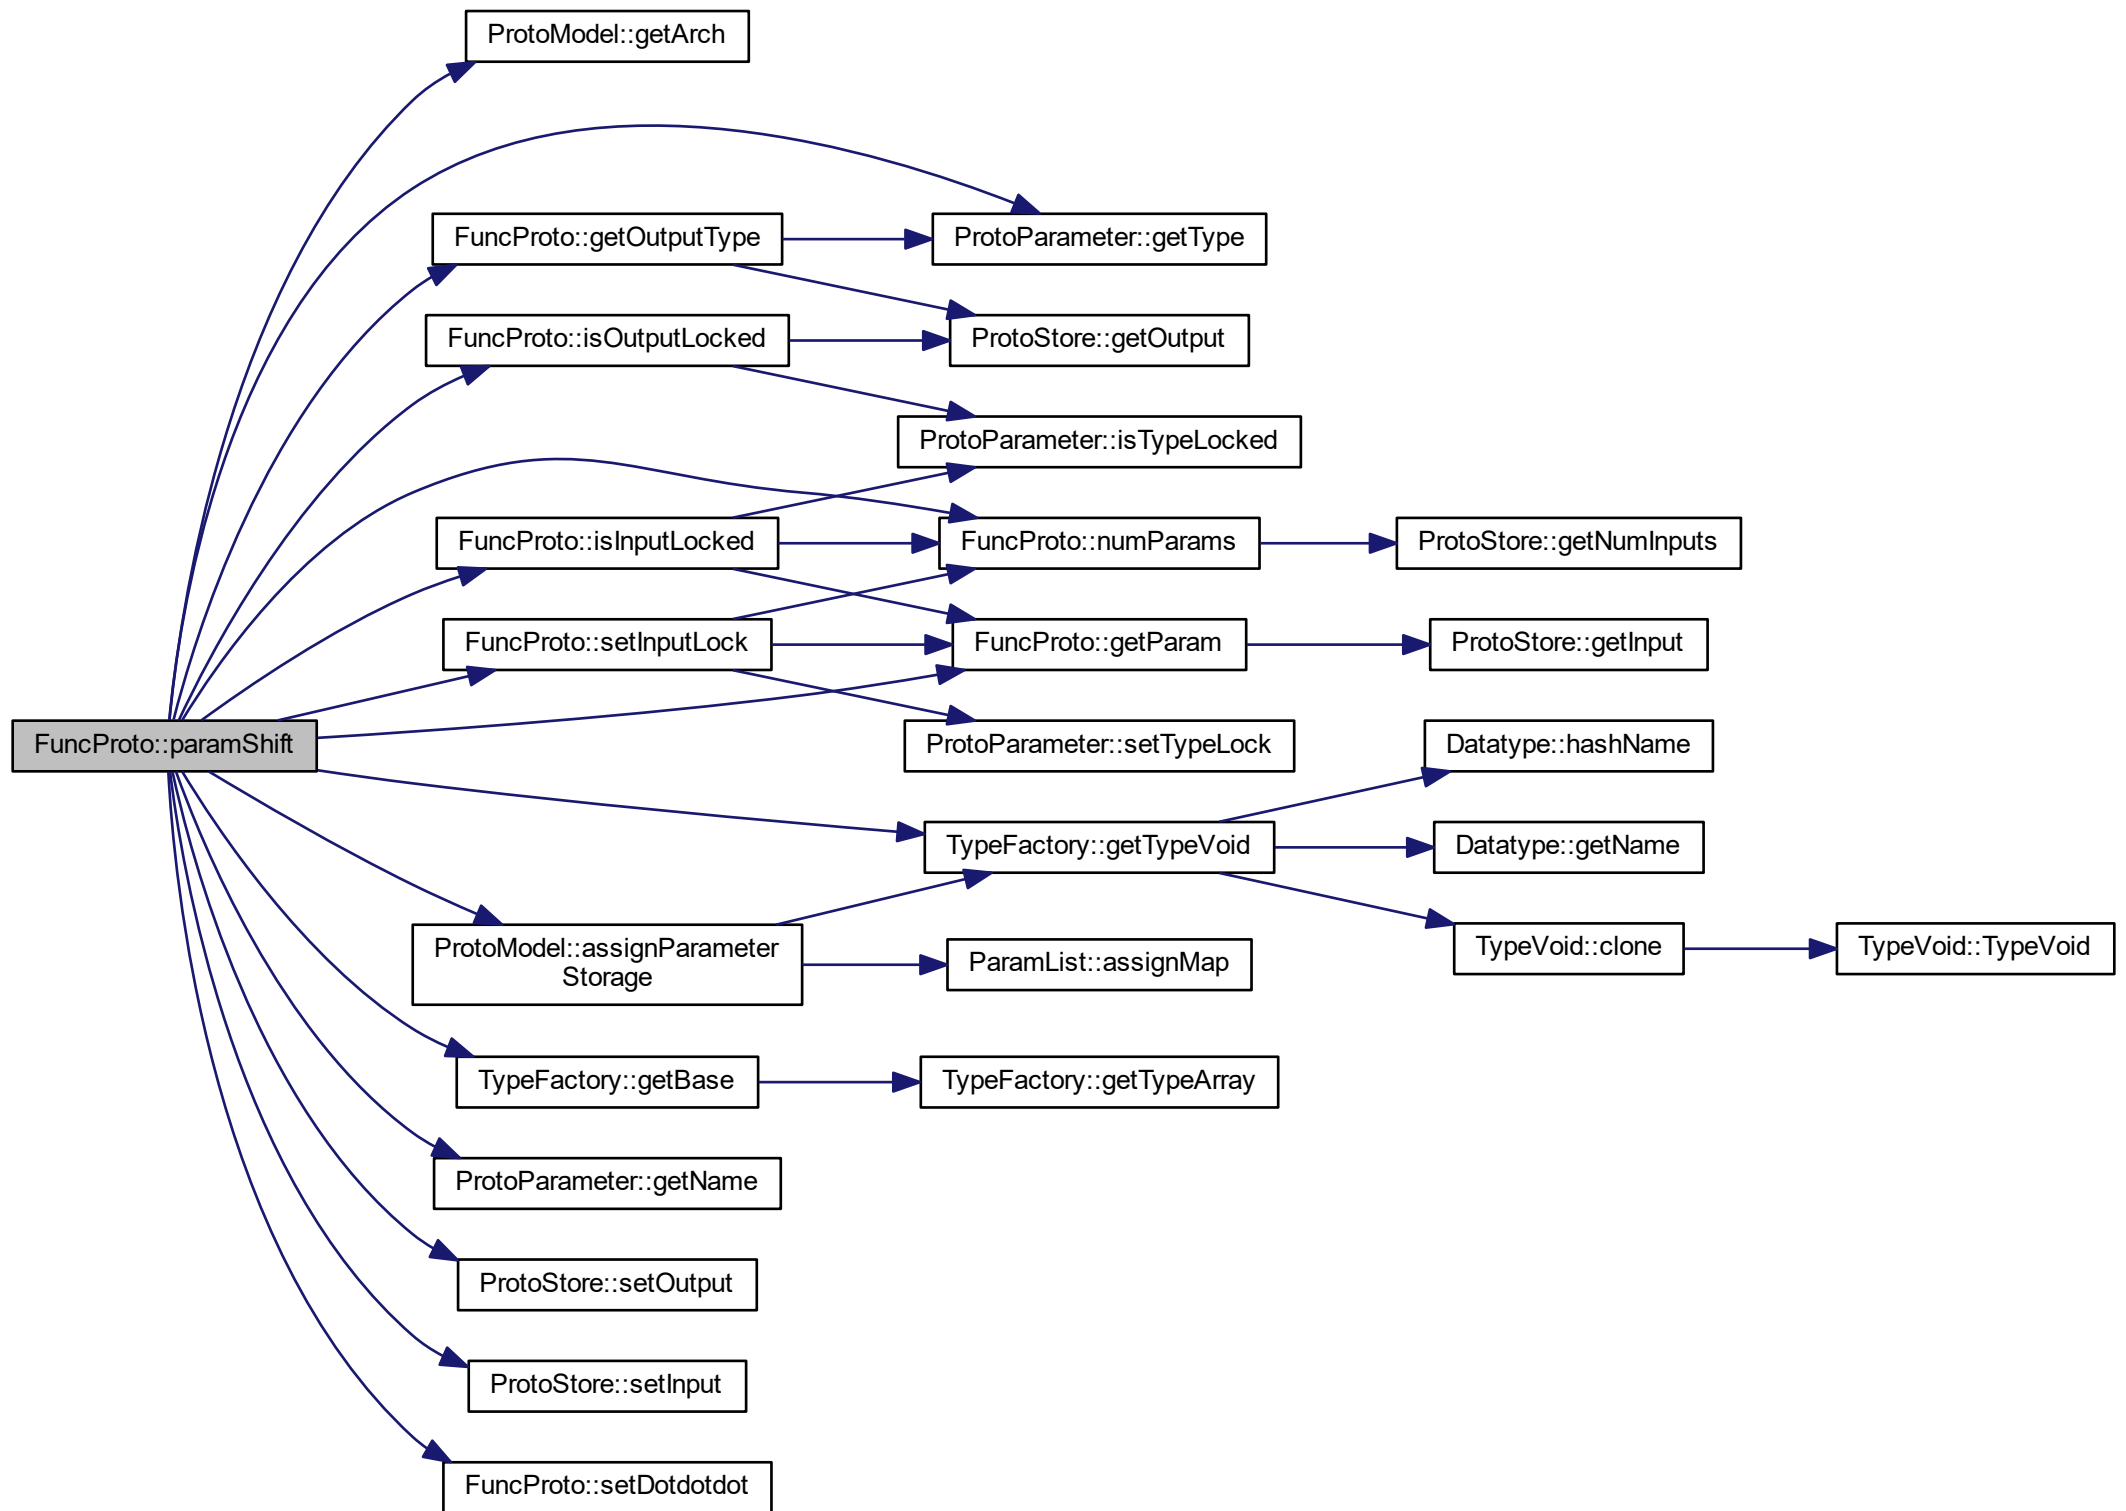 ProtoModel::getArch
FuncProto::getOutputType
ProtoParameter::getType
FuncProto::isOutputLocked
ProtoStore::getOutput
ProtoParameter::isTypeLocked
FuncProto::isInputLocked
FuncProto::numParams
ProtoStore::getNumInputs
FuncProto::setInputLock
FuncProto::getParam
ProtoStore::getInput
FuncProto::paramShift
ProtoParameter::setTypeLock
Datatype::hashName
TypeFactory::getTypeVoid
Datatype::getName
ProtoModel::assignParameter
Storage
ParamList::assignMap
TypeVoid::clone
TypeVoid::TypeVoid
TypeFactory::getBase
TypeFactory::getTypeArray
ProtoParameter::getName
ProtoStore::setOutput
ProtoStore::setInput
FuncProto::setDotdotdot